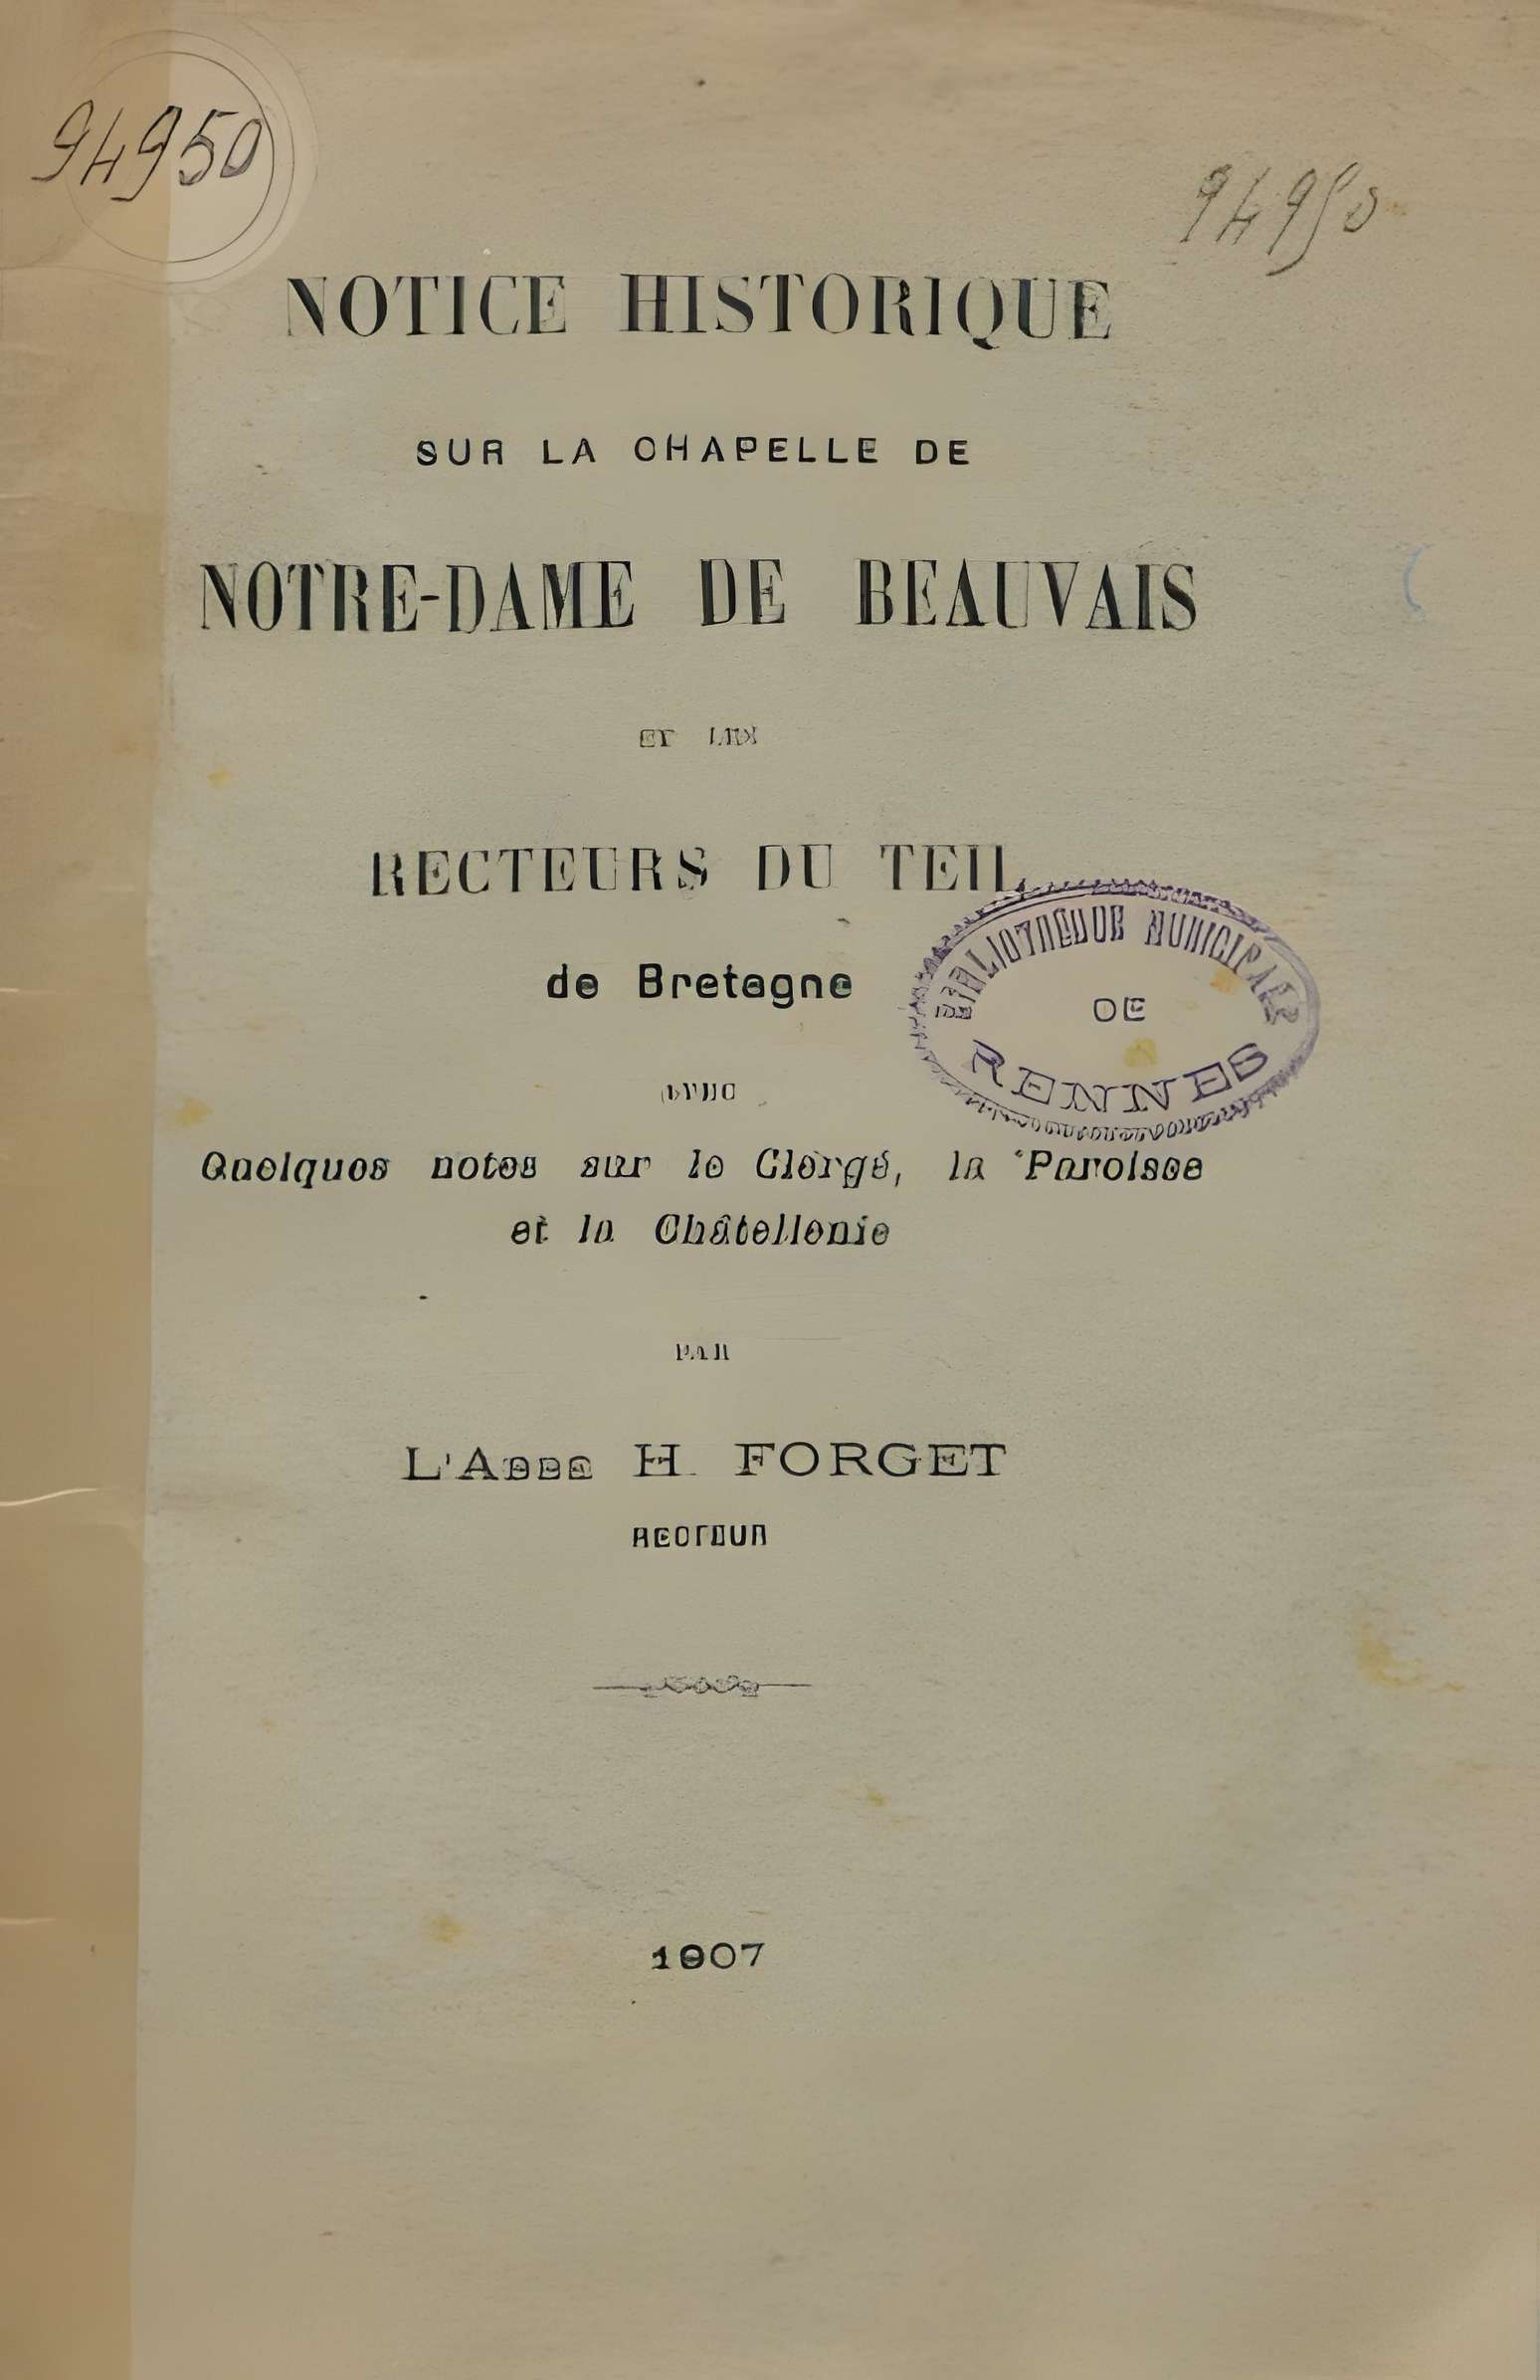 94950
94950
NOTICE HISTORIQUE
SUR LA CHAPELLE DE
NOTRE-DAME DE BEAUVAIS
ET LES
RECTEURS DU TEIL
de Bretagne
BIBLIOTHEQUE MUNICIPALE
DE
RENNES
AVEC
Quelques notes sur le Clergé, la Paroisse
et la Châtellenie
PAR
L'ABBÉ H. FORGET
RECTEUR
1907